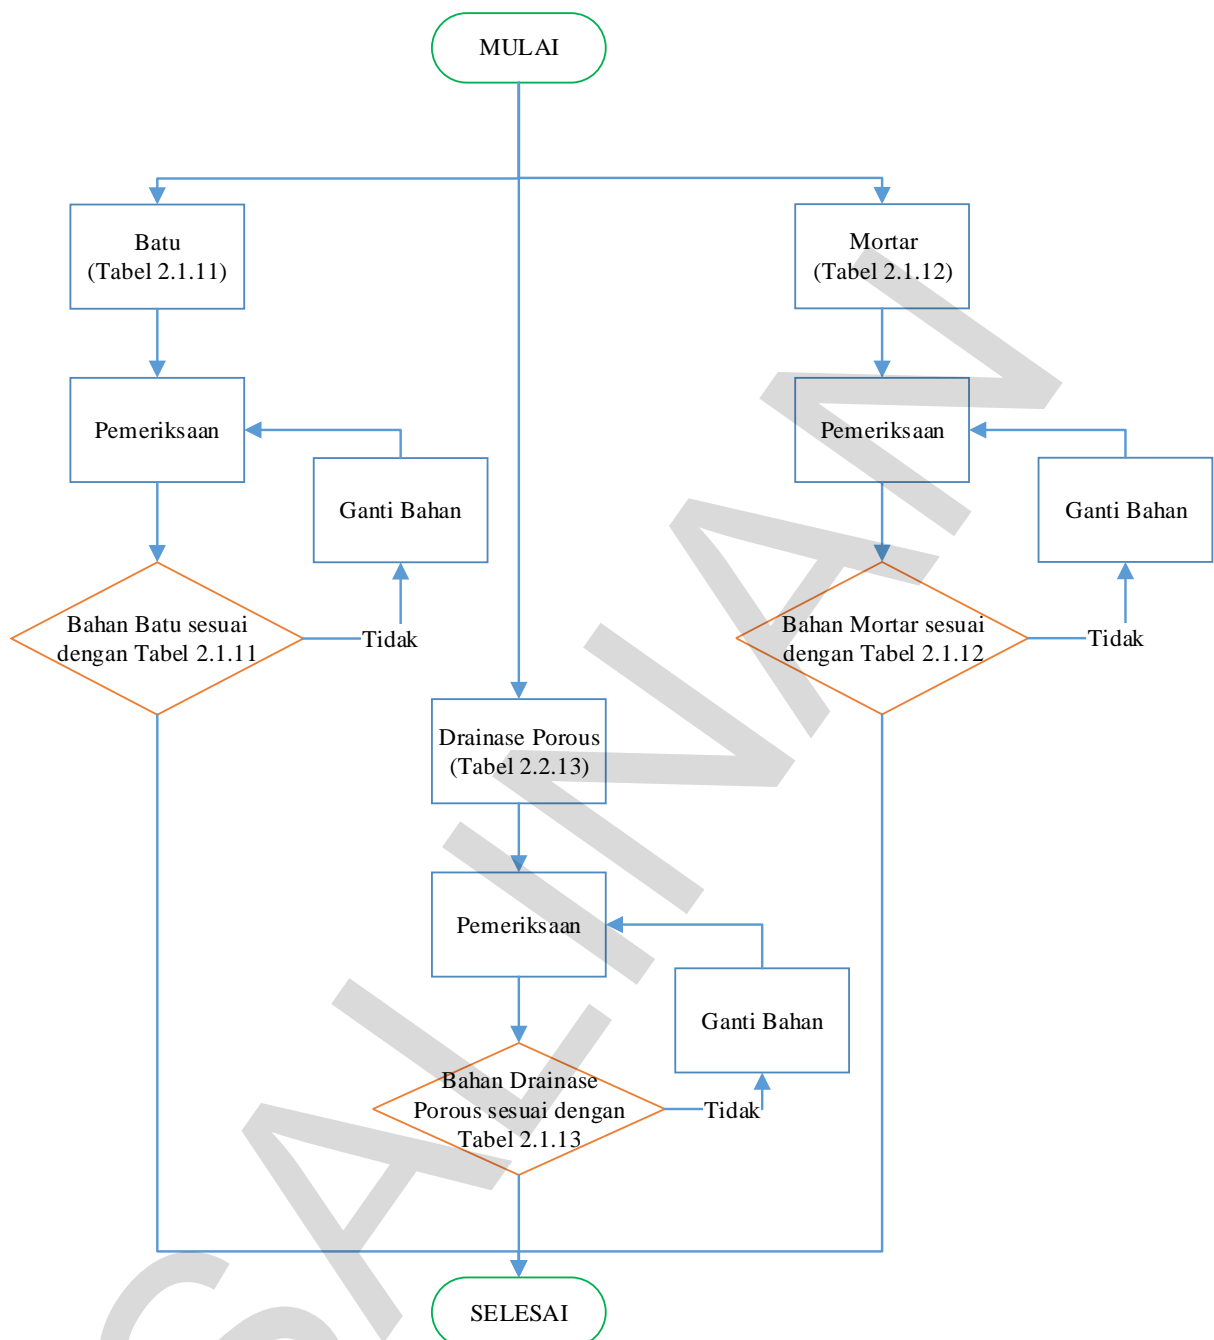 MULAI
Batu
(Tabel 2.1.11)
Mortar
(Tabel 2.1.12)
Pemeriksaan
Pemeriksaan
Ganti Bahan
Ganti Bahan
Bahan Batu sesuai
dengan Tabel 2.1.11
Tidak
Bahan Mortar sesuai
dengan Tabel 2.1.12
Tidak
Drainase Porous
(Tabel 2.2.13)
Pemeriksaan
Ganti Bahan
Bahan Drainase
Porous sesuai dengan
Tabel 2.1.13
Tidak
SELESAI
SALINAN